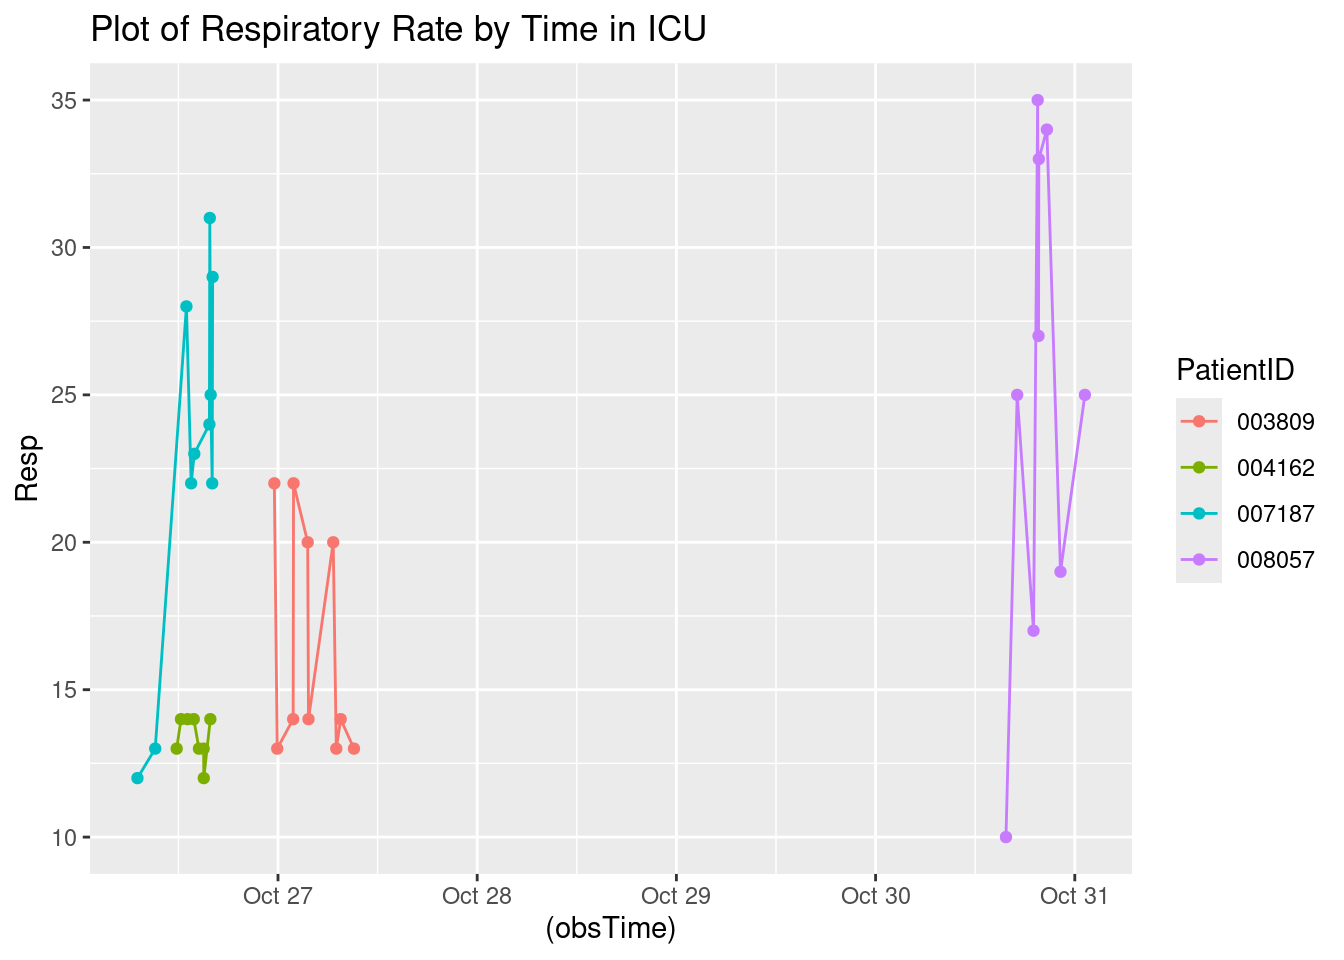 Plot of Respiratory Rate by Time in ICU
35
30
25
20
15
10
Resp
Oct 27 Oct 28 Oct 29 Oct 30 Oct 31
(obsTime)
PatientID
003809
004162
007187
008057